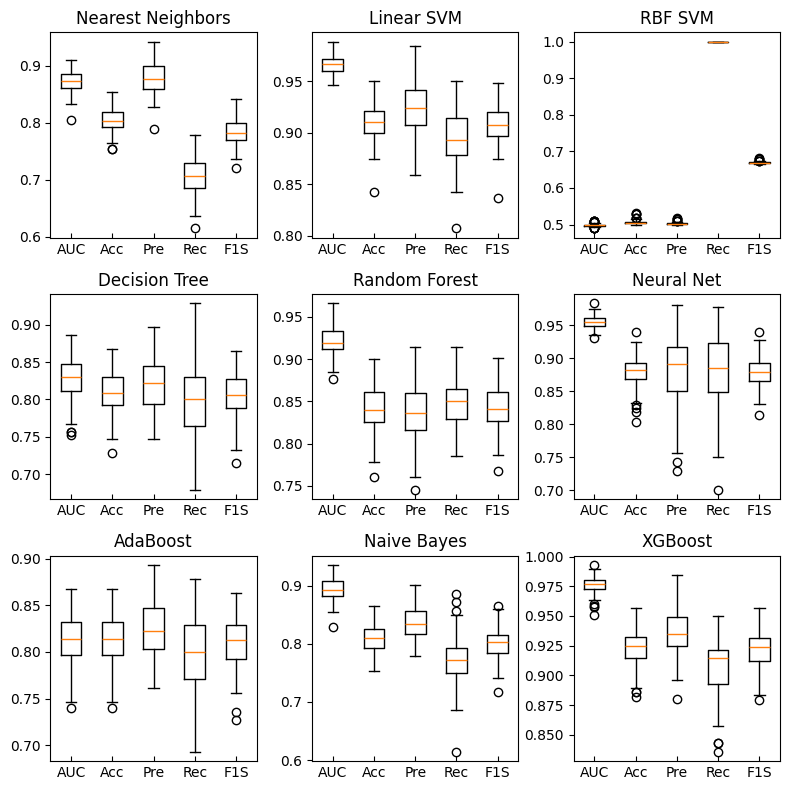 Nearest Neighbors
0.9
0.8
0.7
0.6
AUC Acc Pre Rec F1S
Linear SVM
0.95
0.90
0.85
0.80
AUC Acc Pre Rec F1S
RBF SVM
1.0
0.9
0.8
0.7
0.6
0.5
AUC Acc Pre Rec F1S
Decision Tree
0.90
0.85
0.80
0.75
0.70
AUC Acc Pre Rec F1S
Random Forest
0.95
0.90
0.85
0.80
0.75
AUC Acc Pre Rec F1S
Neural Net
0.95
0.90
0.85
0.80
0.75
0.70
AUC Acc Pre Rec F1S
AdaBoost
0.90
0.85
0.80
0.75
0.70
AUC Acc Pre Rec F1S
Naive Bayes
0.9
0.8
0.7
0.6
AUC Acc Pre Rec F1S
XGBoost
1.000
0.975
0.950
0.925
0.900
0.875
0.850
AUC Acc Pre Rec F1S